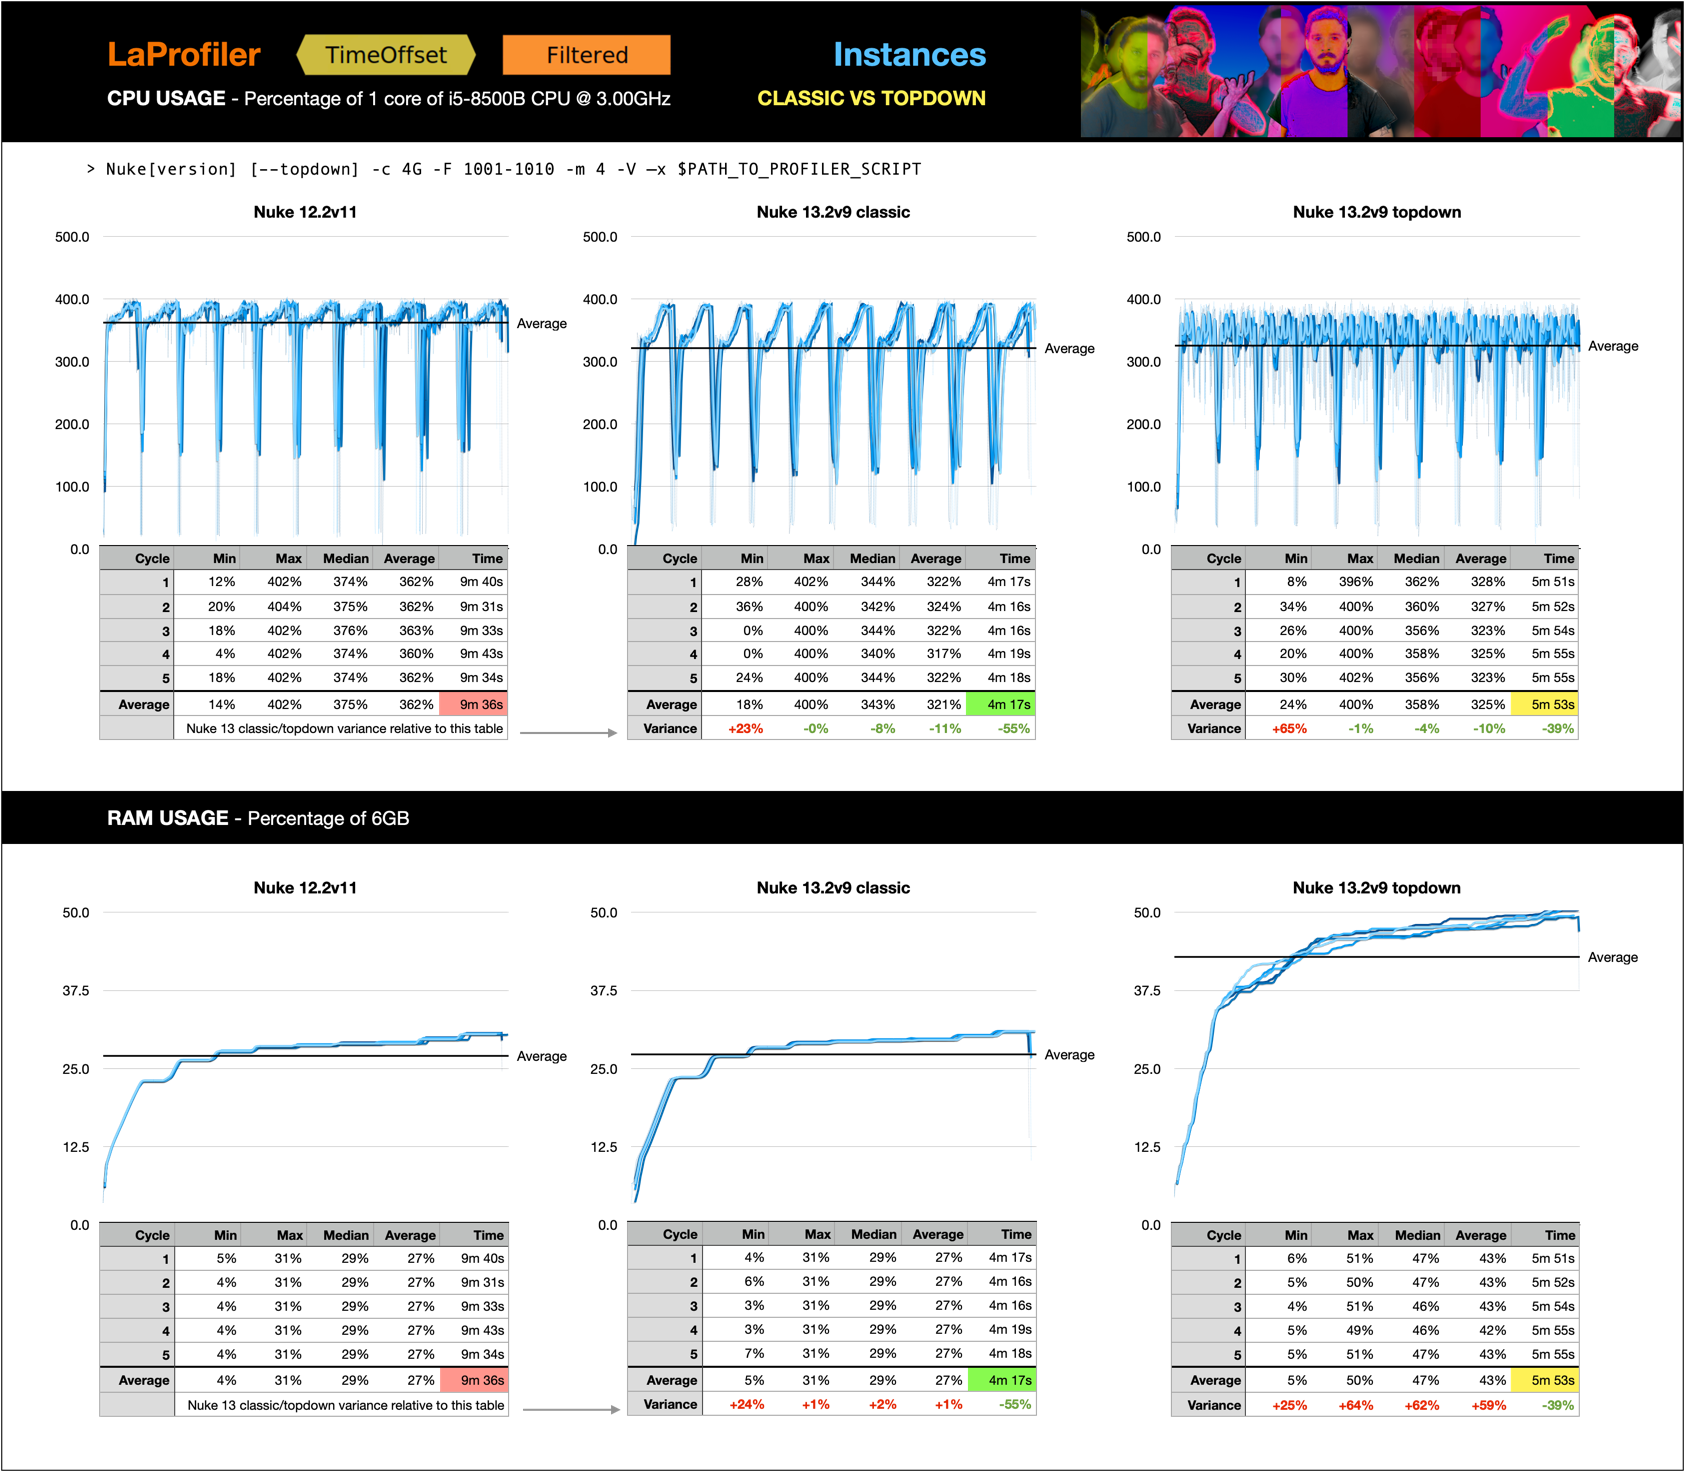 LaProfiler TimeOffset Filtered Instances
CPU USAGE - Percentage of 1 core of i5-8500B CPU @ 3.00GHz CLASSIC VS TOPDOWN
> Nuke[version] [--topdown] -c 4G -F 1001-1010 -m 4 -V –x $PATH_TO_PROFILER_SCRIPT
Nuke 12.2v11
500.0
400.0
300.0
200.0
100.0
0.0
Average
Cycle Min Max Median Average Time
1 12% 402% 374% 362% 9m 40s
2 20% 404% 375% 362% 9m 31s
3 18% 402% 376% 363% 9m 33s
4 4% 402% 374% 360% 9m 43s
5 18% 402% 374% 362% 9m 34s
Average 14% 402% 375% 362% 9m 36s
Nuke 13 classic/topdown variance relative to this table
Nuke 13.2v9 classic
500.0
400.0
300.0
200.0
100.0
0.0
Average
Cycle Min Max Median Average Time
1 28% 402% 344% 322% 4m 17s
2 36% 400% 342% 324% 4m 16s
3 0% 400% 344% 322% 4m 16s
4 0% 400% 340% 317% 4m 19s
5 24% 400% 344% 322% 4m 18s
Average 18% 400% 343% 321% 4m 17s
Variance +23% -0% -8% -11% -55%
Nuke 13.2v9 topdown
500.0
400.0
300.0
200.0
100.0
0.0
Average
Cycle Min Max Median Average Time
1 8% 396% 362% 328% 5m 51s
2 34% 400% 360% 327% 5m 52s
3 26% 400% 356% 323% 5m 54s
4 20% 400% 358% 325% 5m 55s
5 30% 402% 356% 323% 5m 55s
Average 24% 400% 358% 325% 5m 53s
Variance +65% -1% -4% -10% -39%
RAM USAGE - Percentage of 6GB
Nuke 12.2v11
50.0
37.5
25.0
12.5
0.0
Average
Cycle Min Max Median Average Time
1 5% 31% 29% 27% 9m 40s
2 4% 31% 29% 27% 9m 31s
3 4% 31% 29% 27% 9m 33s
4 4% 31% 29% 27% 9m 43s
5 4% 31% 29% 27% 9m 34s
Average 4% 31% 29% 27% 9m 36s
Nuke 13 classic/topdown variance relative to this table
Nuke 13.2v9 classic
50.0
37.5
25.0
12.5
0.0
Average
Cycle Min Max Median Average Time
1 4% 31% 29% 27% 4m 17s
2 6% 31% 29% 27% 4m 16s
3 3% 31% 29% 27% 4m 16s
4 3% 31% 29% 27% 4m 19s
5 7% 31% 29% 27% 4m 18s
Average 5% 31% 29% 27% 4m 17s
Variance +24% +1% +2% +1% -55%
Nuke 13.2v9 topdown
50.0
37.5
25.0
12.5
0.0
Average
Cycle Min Max Median Average Time
1 6% 51% 47% 43% 5m 51s
2 5% 50% 47% 43% 5m 52s
3 4% 51% 46% 43% 5m 54s
4 5% 49% 46% 42% 5m 55s
5 5% 51% 47% 43% 5m 55s
Average 5% 50% 47% 43% 5m 53s
Variance +25% +64% +62% +59% -39%